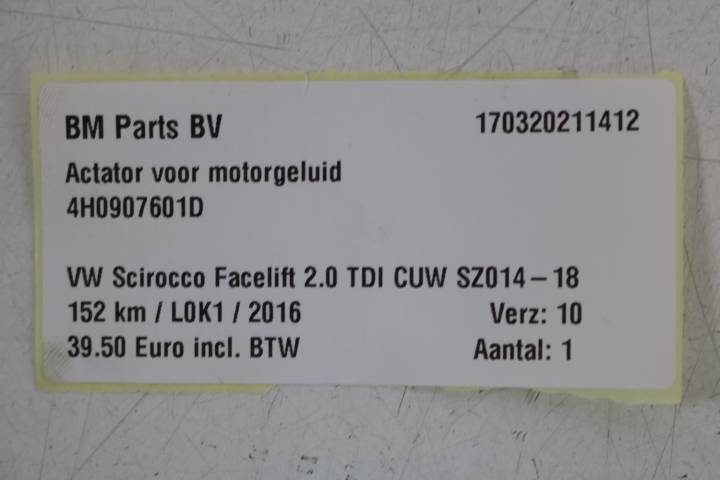 BM Parts BV 170320211412
Actator voor motorgeluid
4H0907601D
VW Scirocco Facelift 2.0 TDI CUW SZ014-18
152 km / L0K1 / 2016 Verz: 10
39.50 Euro incl. BTW Aantal: 1